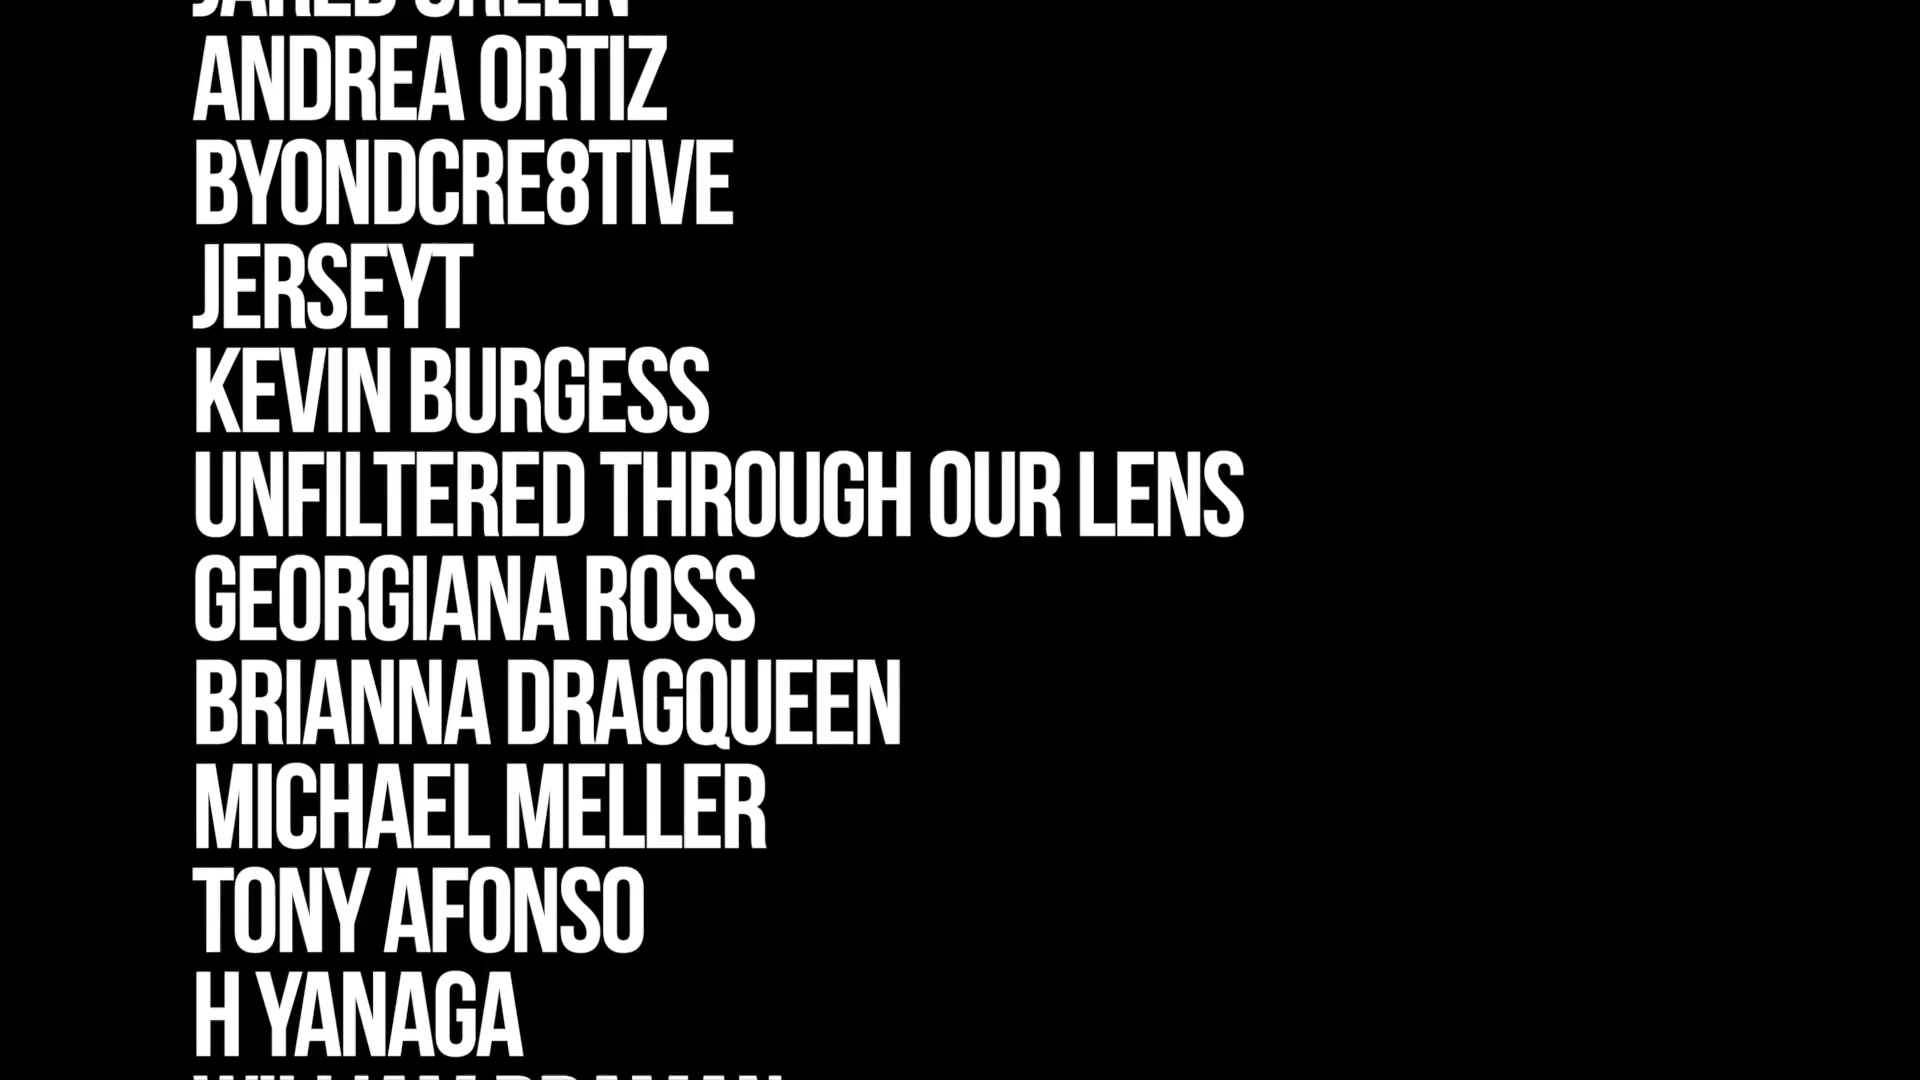 JARED GREEN
ANDREA ORTIZ
BYONDCRE8TIVE
JERSEYT
KEVIN BURGESS
UNFILTERED THROUGH OUR LENS
GEORGIANA ROSS
BRIANNA DRAGQUEEN
MICHAEL MELLER
TONY AFONSO
H YANAGA
WILLIAM